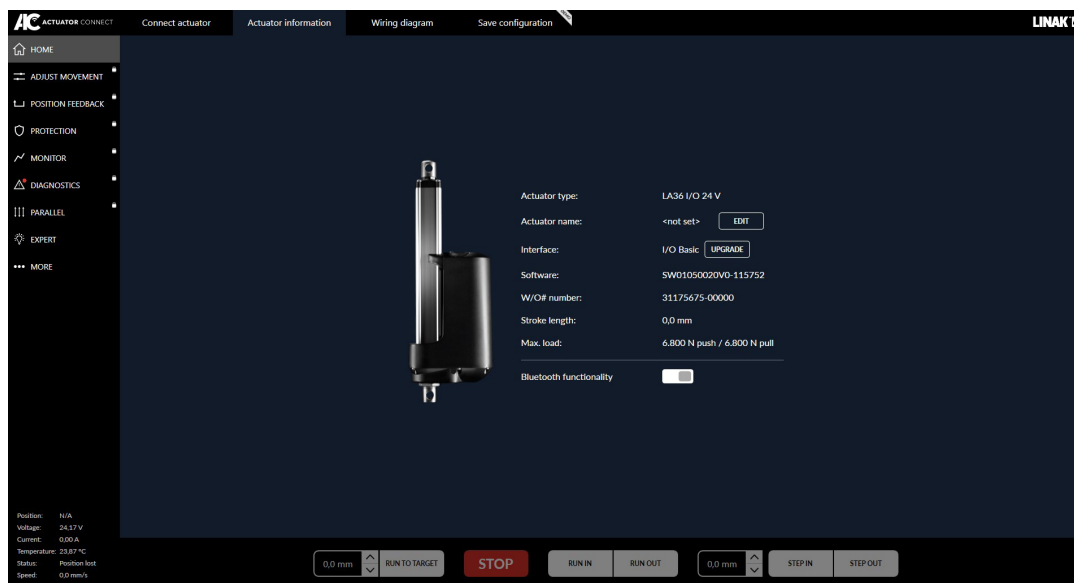 AIC ACTUATOR CONNECT
Connect actuator
Actuator information
Wiring diagram
Save configuration
LINAK
HOME
ADJUST MOVEMENT
POSITION FEEDBACK
PROTECTION
MONITOR
DIAGNOSTICS
PARALLEL
EXPERT
MORE
Actuator type: LA36 I/O 24 V
Actuator name: <not set> EDIT
Interface: I/O Basic UPGRADE
Software: SW01050020V0-115752
W/O# number: 31175675-00000
Stroke length: 0,0 mm
Max. load: 6.800 N push / 6.800 N pull
Bluetooth functionality
Position: N/A
Voltage: 24,17 V
Current: 0,00 A
Temperature: 23,87 °C
Status: Position lost
Speed: 0,0 mm/s
0,0 mm RUN TO TARGET STOP RUN IN RUN OUT 0,0 mm STEP IN STEP OUT